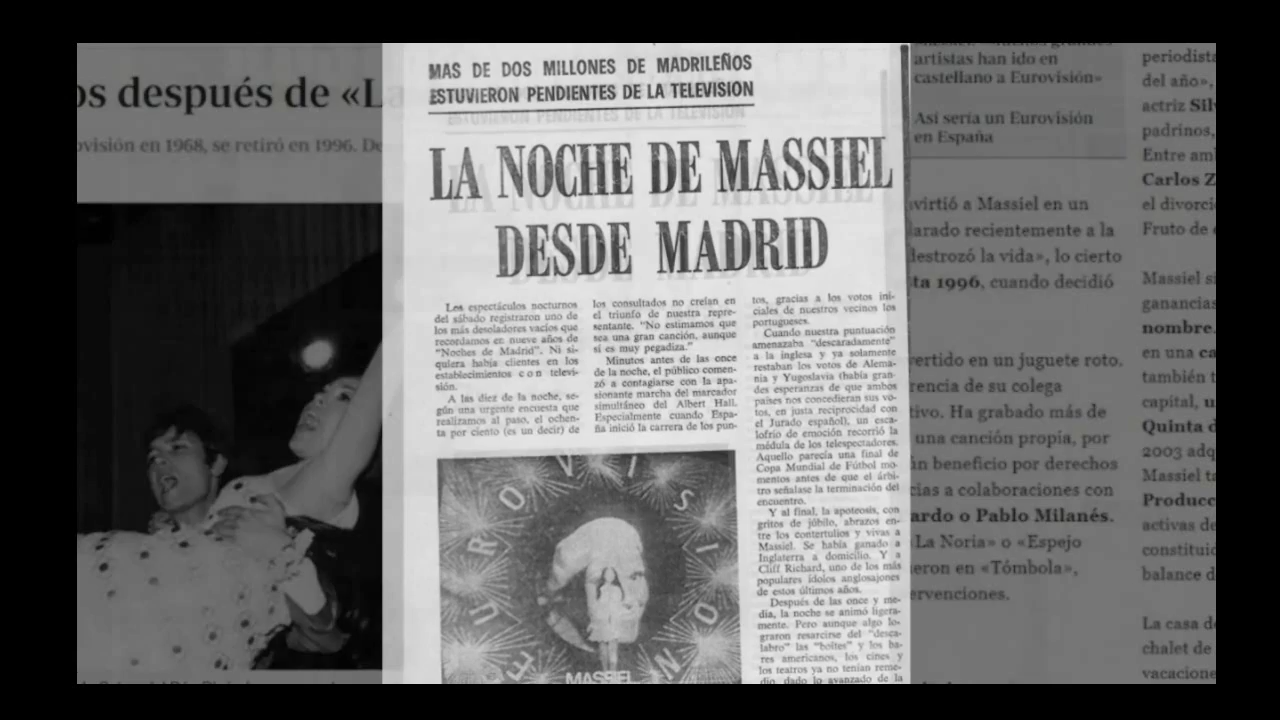 os después de «La
ovisión en 1968, se retiró en 1996. De
MAS DE DOS MILLONES DE MADRILEÑOS
ESTUVIERON PENDIENTES DE LA TELEVISION
LA NOCHE DE MASSIEL
DESDE MADRID
Los espectáculos nocturnos
del sábado registraron uno de
los más desoladores vacíos que
recordamos en nueve años de
"Noches de Madrid". Ni si-
quiera había clientes en los
establecimientos con televi-
sión.
A las diez de la noche, se-
gún una urgente encuesta que
realizamos al paso, el ochen-
ta por ciento (es un decir) de
los consultados no creían en
el triunfo de nuestra repre-
sentante. "No estimamos que
sea una gran canción, aunque
sí es muy pegadiza."
Minutos antes de las once
de la noche, el público comen-
zó a contagiarse con la apa-
sionante marcha del marcador
simultáneo del Albert Hall.
Especialmente cuando Espa-
ña inició la carrera de los pun-
tos, gracias a los votos ini-
ciales de nuestros vecinos los
portugueses.
Cuando nuestra puntuación
amenazaba "descaradamente"
a la inglesa y ya solamente
restaban los votos de Alema-
nia y Yugoslavia (había gran-
des esperanzas de que ambos
países nos concedieran sus vo-
tos, en justa reciprocidad con
el Jurado español), un esca-
lofrío de emoción recorrió la
médula de los telespectadores.
Aquello parecía una final de
Copa Mundial de Fútbol mo-
mentos antes de que el árbi-
tro señalase la terminación del
encuentro.
Y al final, la apoteosis, con
gritos de júbilo, abrazos en-
tre los contertulios y vivas a
Massiel. Se había ganado a
Inglaterra a domicilio. Y a
Cliff Richard, uno de los más
populares ídolos anglosajones
de estos últimos años.
Después de las once y me-
dia, la noche se animó ligera-
mente. Pero aunque algo lo-
graron resarcirse del "desca-
labro" las "boites" y los ba-
res americanos, los cines y
los teatros ya no tenían reme-
dio, dado lo avanzado de la
EUROVISION
MASSIEL
artistas han ido en
castellano a Eurovisión»
Así sería un Eurovisión
en España
virtió a Massiel en un
arado recientemente a la
destrozó la vida», lo cierto
ta 1996, cuando decidió
vertido en un juguete roto.
rencia de su colega
tivo. Ha grabado más de
una canción propia, por
n beneficio por derechos
cias a colaboraciones con
ardo o Pablo Milanés.
La Noria» o «Espejo
eron en «Tómbola»,
ervenciones.
periodista
del año»,
actriz Sil
padrinos,
Entre am
Carlos Z
el divorci
Fruto de
Massiel si
ganancias
nombre.
en una ca
también t
capital, u
Quinta d
2003 adq
Massiel ta
Producc
activas de
constituid
balance d
La casa d
chalet de
vacacione